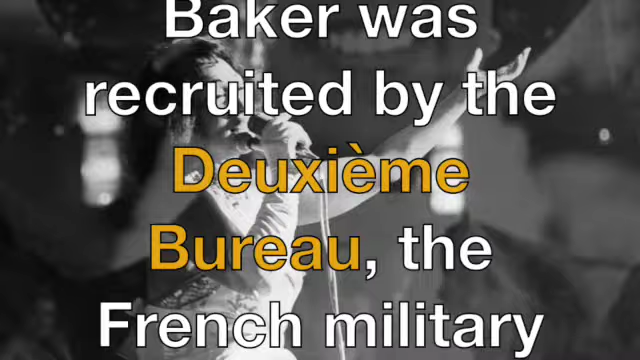 Baker was
recruited by the
Deuxième
Bureau, the
French military